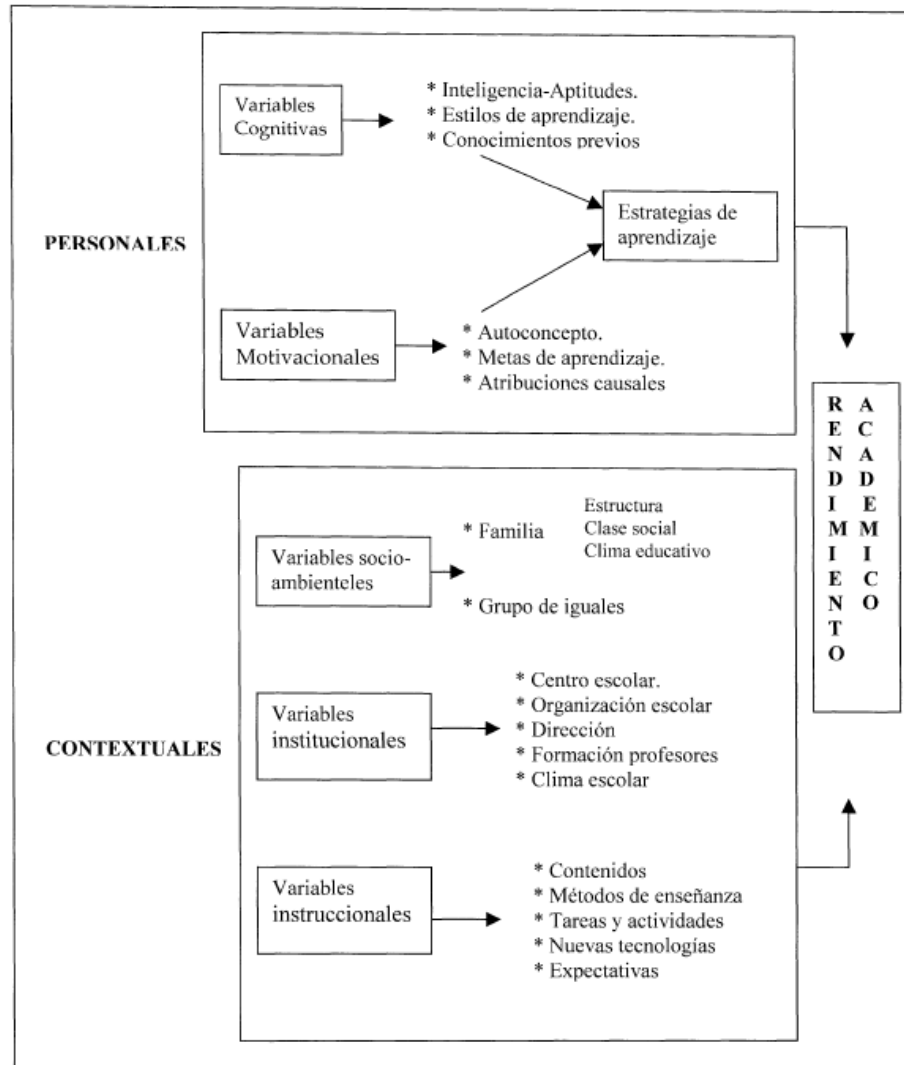 Variables
Cognitivas
* Inteligencia-Aptitudes.
* Estilos de aprendizaje.
* Conocimientos previos
Estrategias de
aprendizaje
PERSONALES
Variables
Motivacionales
* Autoconcepto.
* Metas de aprendizaje.
* Atribuciones causales
RENDIMIENTO
ACADEMICO
Variables socio-
ambienteles
* Familia
Estructura
Clase social
Clima educativo
* Grupo de iguales
CONTEXTUALES
Variables
institucionales
* Centro escolar.
* Organización escolar
* Dirección
* Formación profesores
* Clima escolar
Variables
instruccionales
* Contenidos
* Métodos de enseñanza
* Tareas y actividades
* Nuevas tecnologías
* Expectativas